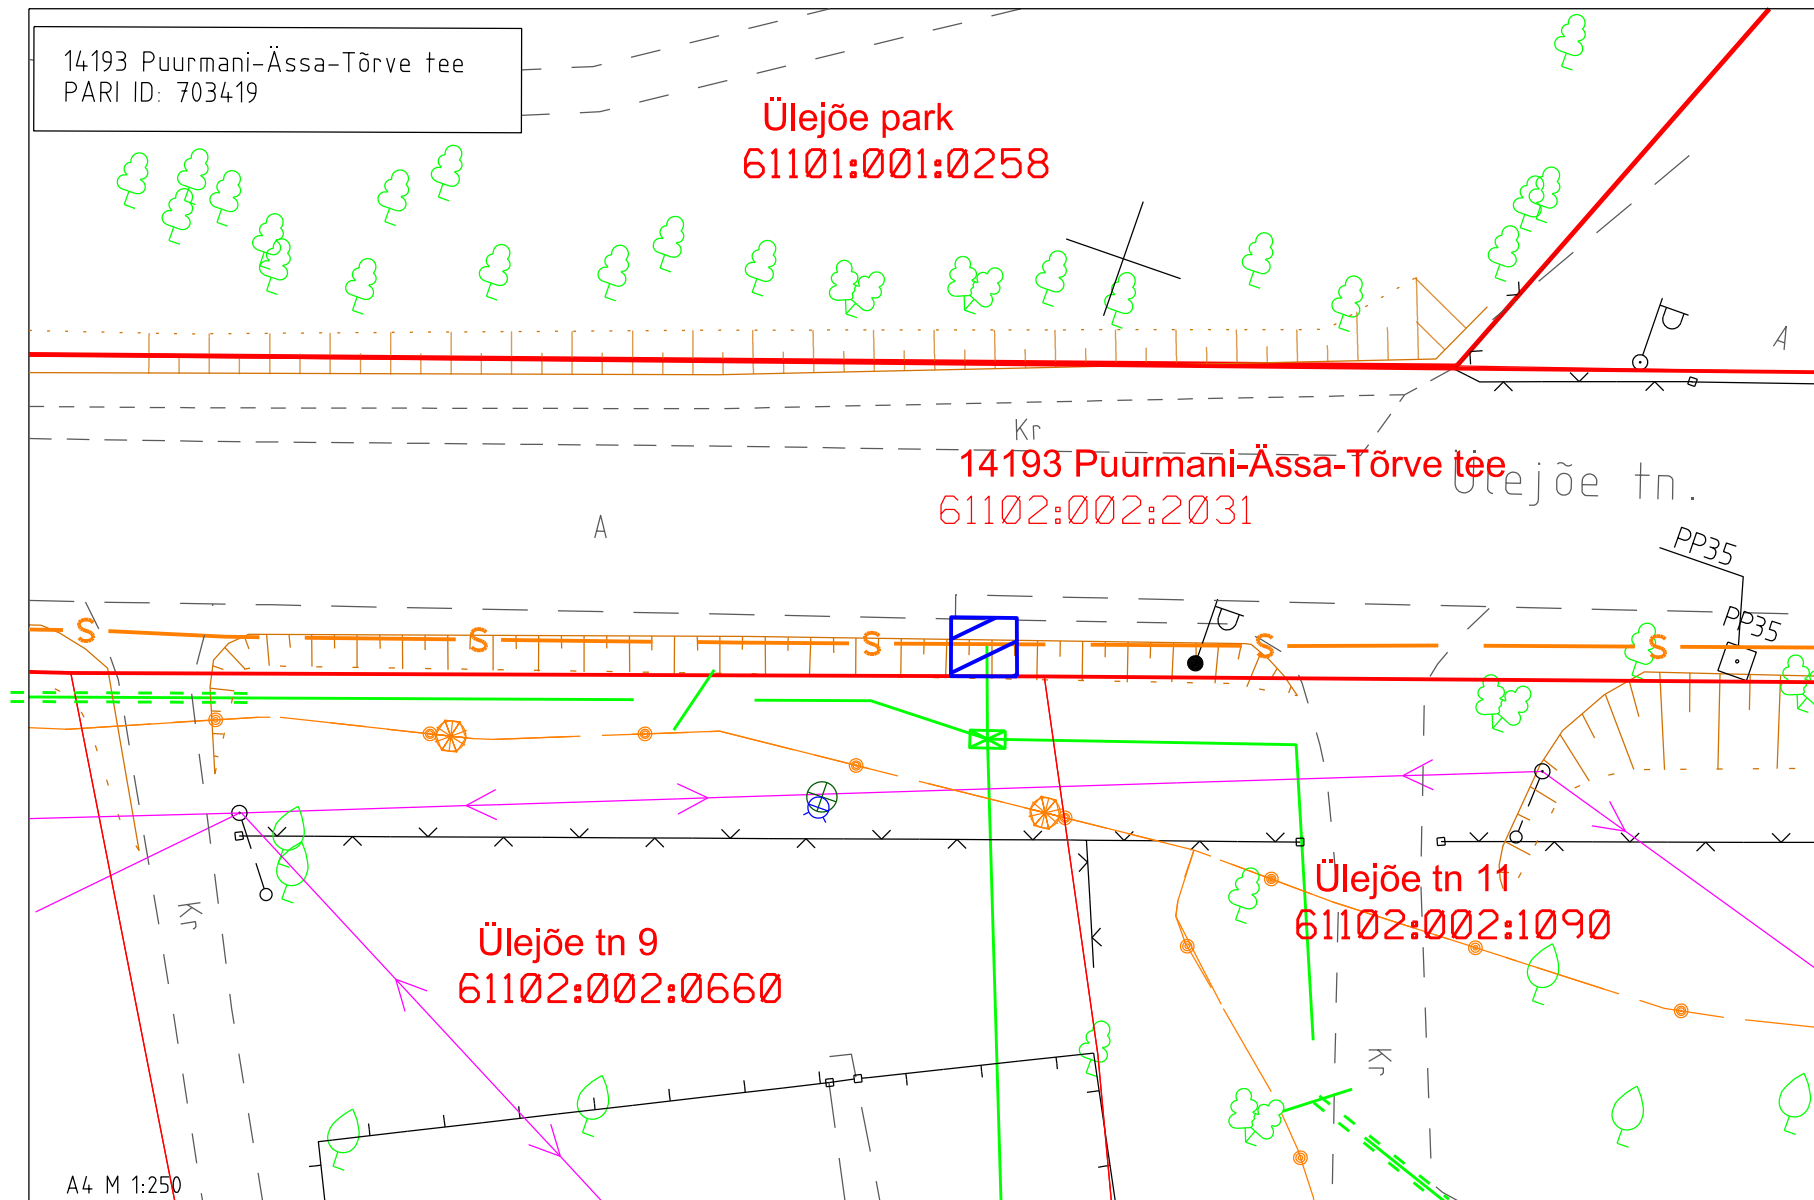 14193 Puurmani-Ässa-Tõrve tee
PARI ID: 703419
Ülejõe park
61101:001:0258
A
Kr
14193 Puurmani-Ässa-Tõrve tee
61102:002:2031
Ülejõe tn.
A
PP35
PP35
S S S S S
Kr
Ülejõe tn 11
61102:002:1090
Ülejõe tn 9
61102:002:0660
Kr
A4 M 1:250